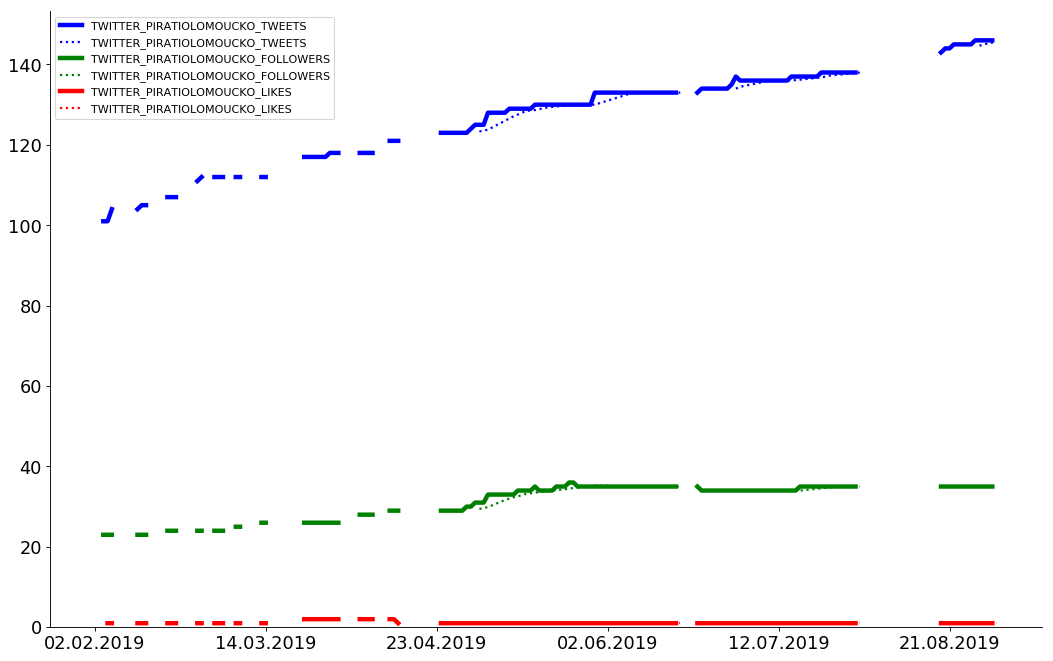 TWITTER_PIRATIOLOMOUCKO_TWEETS
TWITTER_PIRATIOLOMOUCKO_TWEETS
TWITTER_PIRATIOLOMOUCKO_FOLLOWERS
TWITTER_PIRATIOLOMOUCKO_FOLLOWERS
TWITTER_PIRATIOLOMOUCKO_LIKES
TWITTER_PIRATIOLOMOUCKO_LIKES
140
120
100
80
60
40
20
0
02.02.2019 14.03.2019 23.04.2019 02.06.2019 12.07.2019 21.08.2019